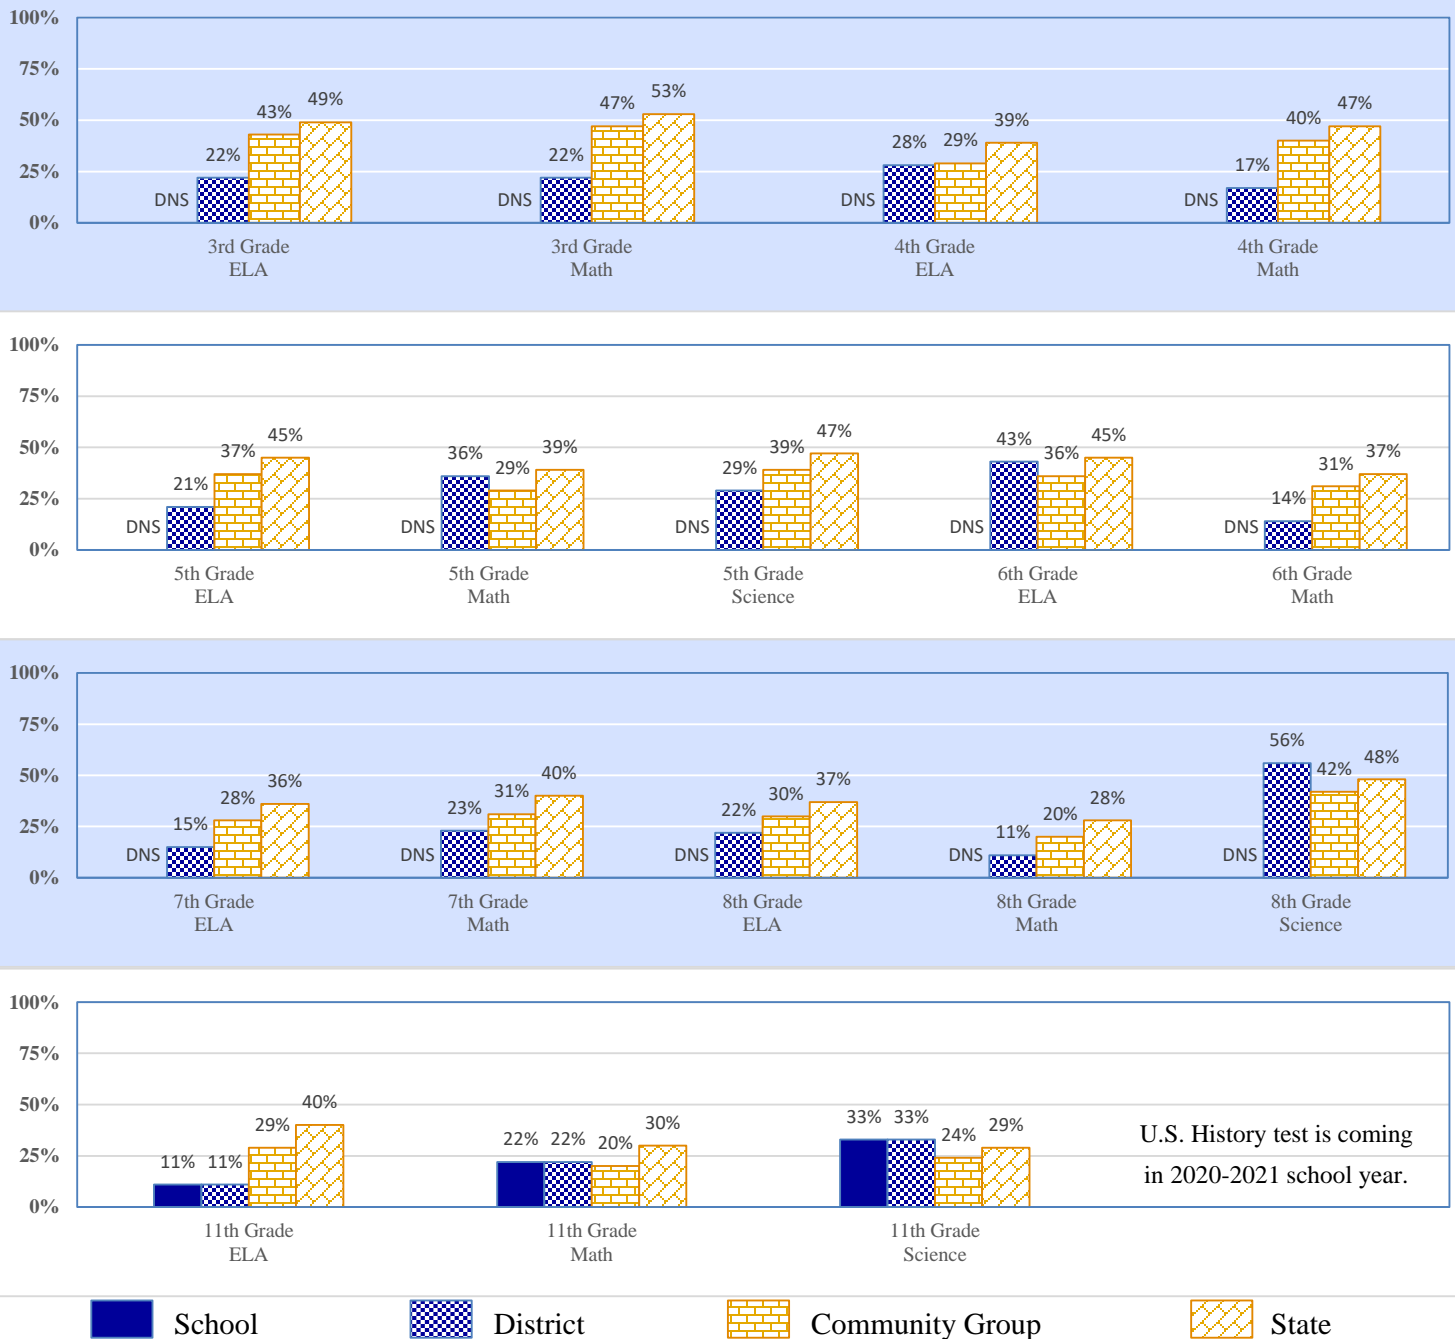 100%
75%
50%
25%
0%
DNS 22% 43% 49%
DNS 22% 47% 53%
DNS 28% 29% 39%
DNS 17% 40% 47%
3rd Grade
ELA
3rd Grade
Math
4th Grade
ELA
4th Grade
Math
100%
75%
50%
25%
0%
DNS 21% 37% 45%
DNS 36% 29% 39%
DNS 29% 39% 47%
DNS 43% 36% 45%
DNS 14% 31% 37%
5th Grade
ELA
5th Grade
Math
5th Grade
Science
6th Grade
ELA
6th Grade
Math
100%
75%
50%
25%
0%
DNS 15% 28% 36%
DNS 23% 31% 40%
DNS 22% 30% 37%
DNS 11% 20% 28%
DNS 56% 42% 48%
7th Grade
ELA
7th Grade
Math
8th Grade
ELA
8th Grade
Math
8th Grade
Science
100%
75%
50%
25%
0%
11% 11% 29% 40%
22% 22% 20% 30%
33% 33% 24% 29%
11th Grade
ELA
11th Grade
Math
11th Grade
Science
U.S. History test is coming
in 2020-2021 school year.
School
District
Community Group
State